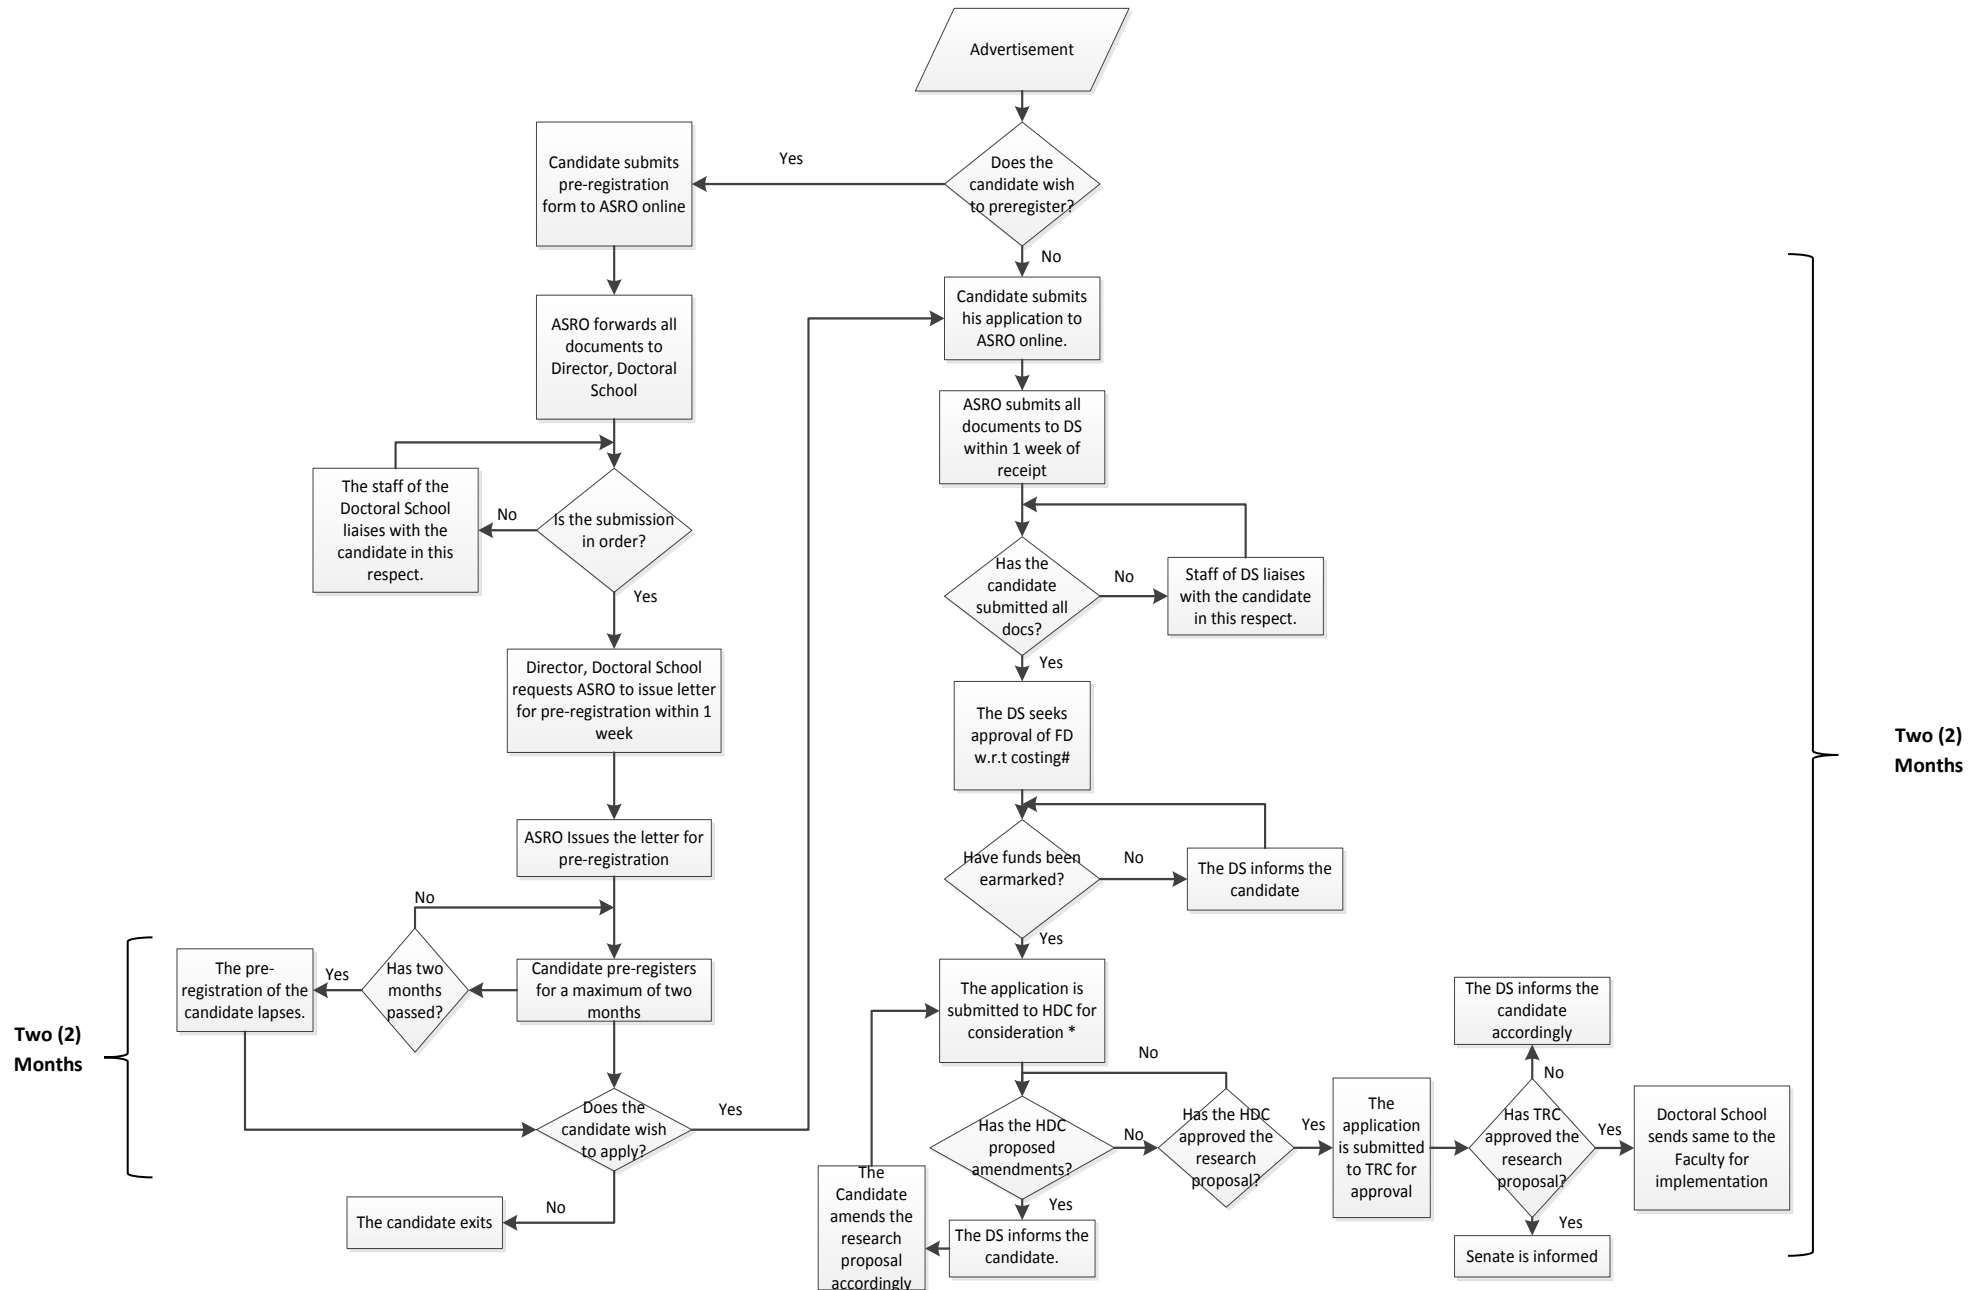 Advertisement
Does the
candidate wish
to preregister?
Yes
No
Candidate submits
pre-registration
form to ASRO online
ASRO forwards all
documents to
Director, Doctoral
School
Is the submission
in order?
No
The staff of the
Doctoral School
liaises with the
candidate in this
respect.
Yes
Director, Doctoral School
requests ASRO to issue letter
for pre-registration within 1
week
ASRO Issues the letter for
pre-registration
Candidate pre-registers
for a maximum of two
months
Has two
months
passed?
No
Yes
The pre-
registration of the
candidate lapses.
Two (2)
Months
Does the
candidate wish
to apply?
Yes
No
The candidate exits
Candidate submits
his application to
ASRO online.
ASRO submits all
documents to DS
within 1 week of
receipt
Has the
candidate
submitted all
docs?
No
Staff of DS liaises
with the candidate
in this respect.
Yes
The DS seeks
approval of FD
w.r.t costing#
Have funds been
earmarked?
No
The DS informs the
candidate
Yes
The application is
submitted to HDC for
consideration *
Has the HDC
proposed
amendments?
Yes
The DS informs the
candidate.
The
Candidate
amends the
research
proposal
accordingly
No
Has the HDC
approved the
research
proposal?
No
Yes
The
application
is submitted
to TRC for
approval
Has TRC
approved the
research
proposal?
No
The DS informs the
candidate
accordingly
Yes
Doctoral School
sends same to the
Faculty for
implementation
Yes
Senate is informed
Two (2)
Months